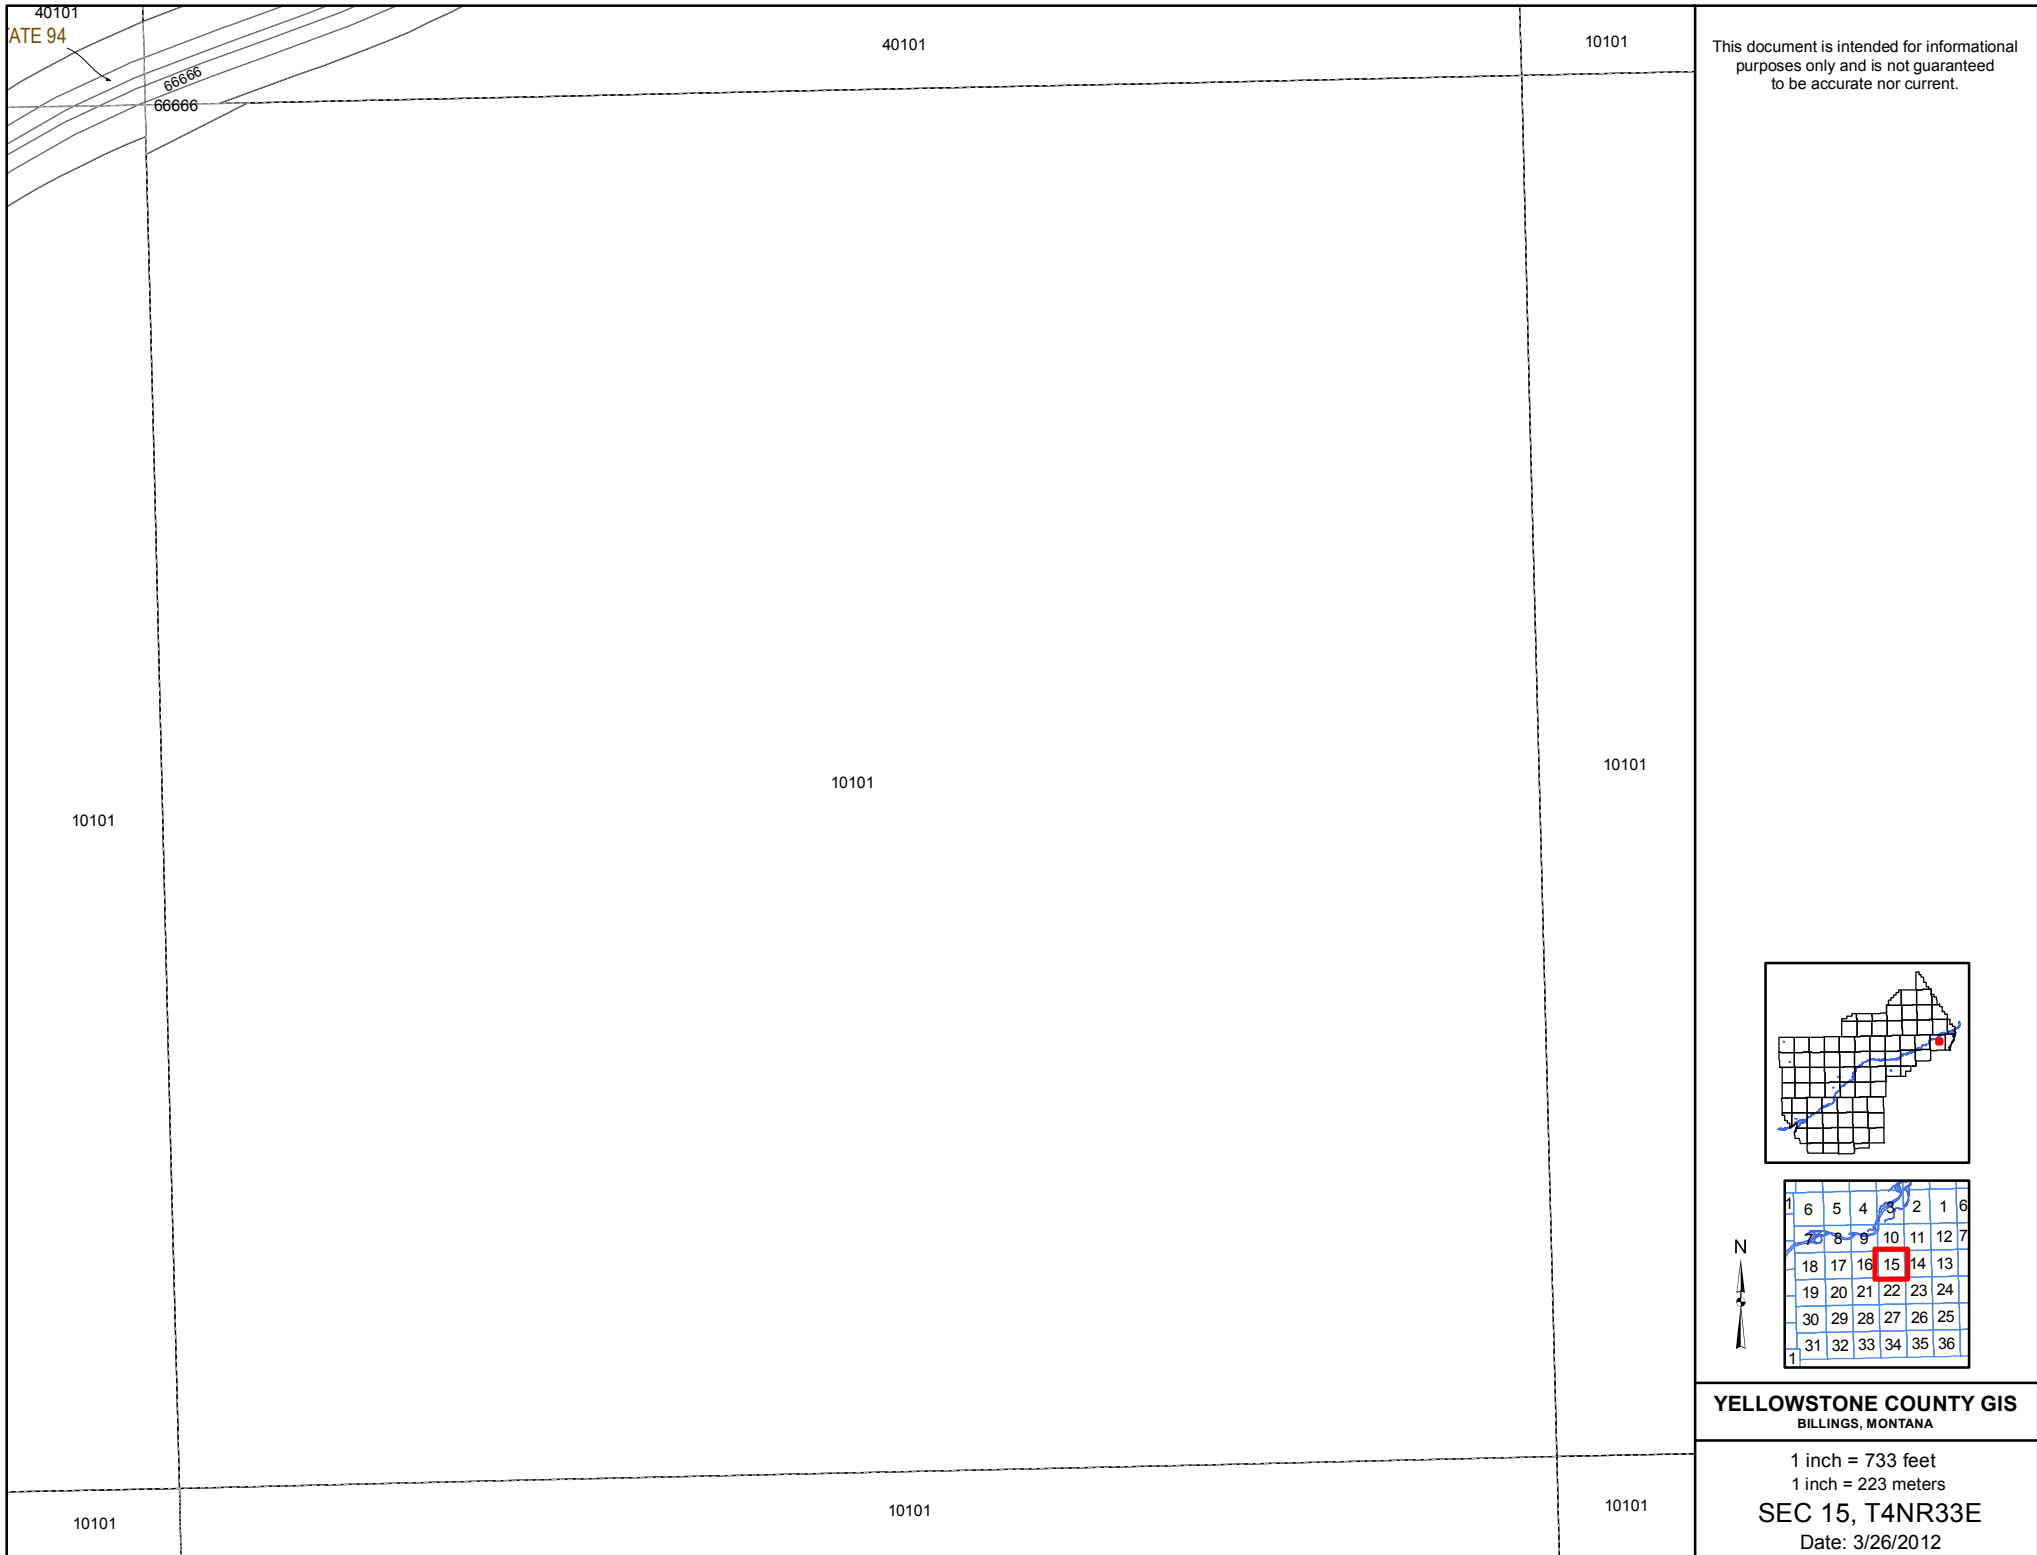 40101
ATE 94
66666
66666
40101
10101
10101
10101
10101
10101
10101
10101
This document is intended for informational
purposes only and is not guaranteed
to be accurate nor current.
1 6 5 4 3 2 1 6
7 8 9 10 11 12 7
18 17 16 15 14 13
19 20 21 22 23 24
30 29 28 27 26 25
31 32 33 34 35 36
1
N
YELLOWSTONE COUNTY GIS
BILLINGS, MONTANA
1 inch = 733 feet
1 inch = 223 meters
SEC 15, T4NR33E
Date: 3/26/2012